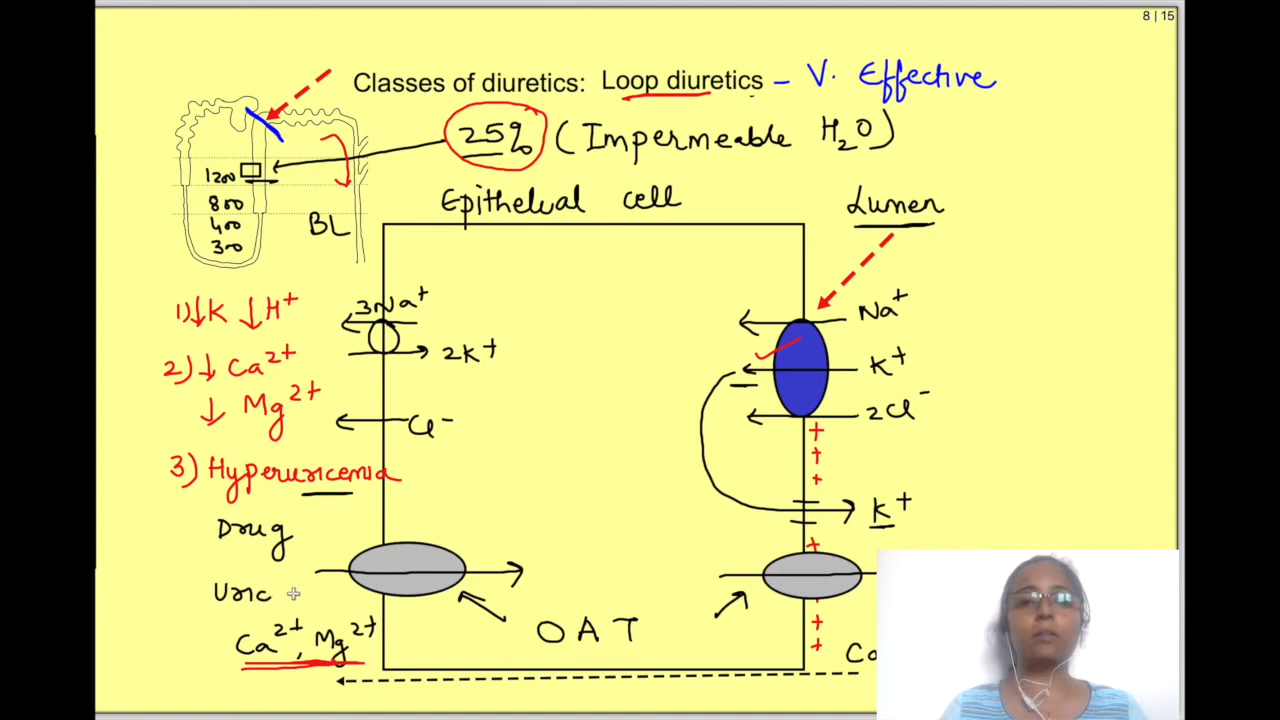 8 | 15
Classes of diuretics: Loop diuretics - V. Effective
25% (Impermeable H2O)
1200
800
400
300
BL
Epithelial cell
Lumen
1) ↓K ↓H+
2) ↓ Ca2+
↓ Mg2+
3) Hyperuricemia
Drug
Uric
Ca2+, Mg2+
3Na+
2K+
Cl-
Na+
K+
2Cl-
+
+
+
K+
+
+
+
OAT